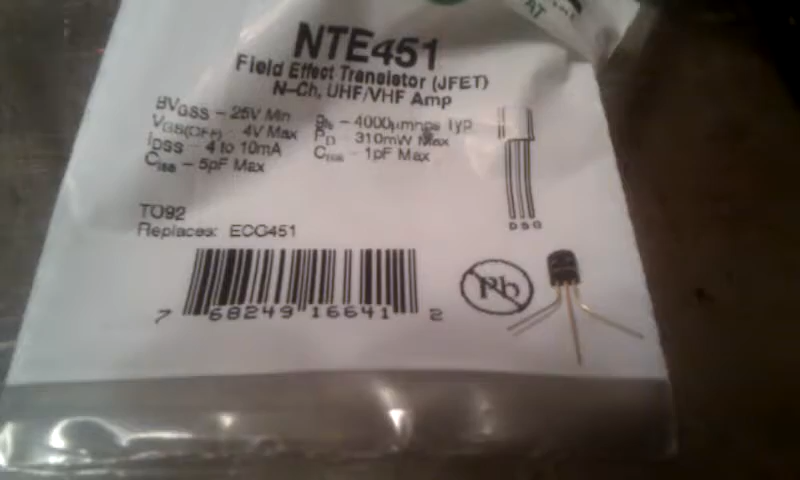 AT
NTE451
Field Effect Transistor (JFET)
N–Ch, UHF/VHF Amp
BVGSS – 25V Min
VGS(OFF) – 4V Max
IDSS – 4 to 10mA
Ciss – 5pF Max
– 4000µmhos Typ
PD – 310mW Max
– 1pF Max
D S G
TO92
Replaces: ECG451
Pb
7 68249 16641 2